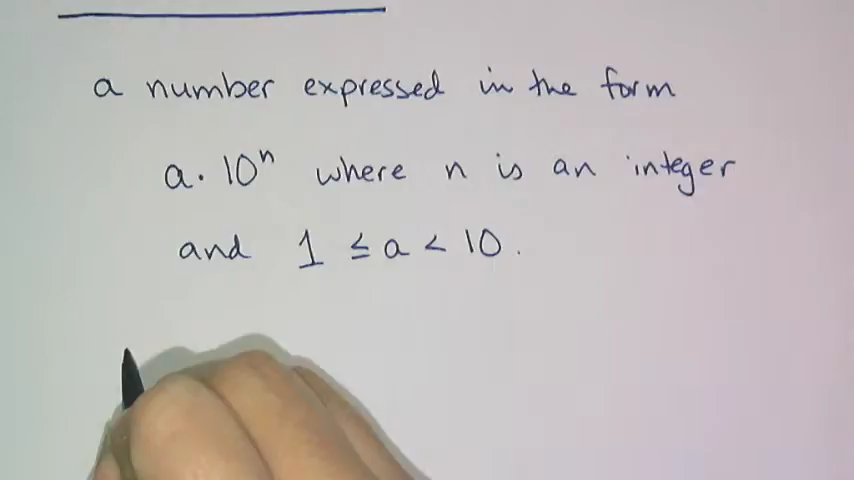 a number expressed in the form
a. 10ⁿ where n is an integer
and 1 ≤ a < 10.